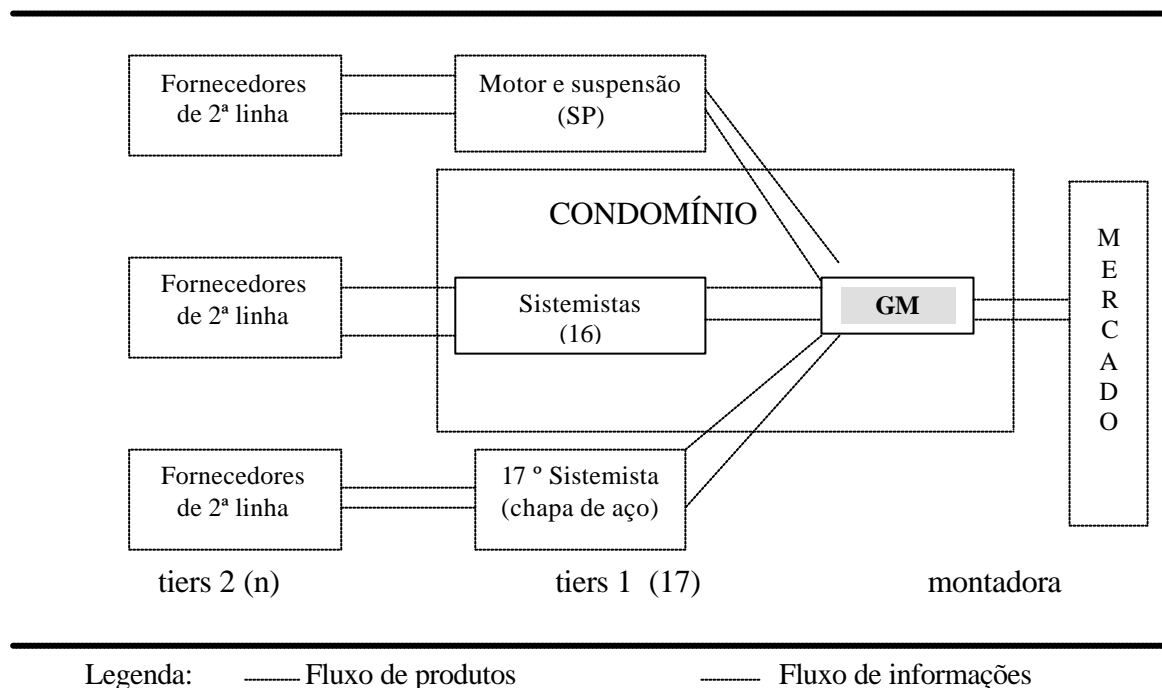 Fornecedores
de 2ª linha
Motor e suspensão
(SP)
CONDOMÍNIO
Fornecedores
de 2ª linha
Sistemistas
(16)
GM
M
E
R
C
A
D
O
Fornecedores
de 2ª linha
17 º Sistemista
(chapa de aço)
tiers 2 (n)
tiers 1 (17)
montadora
Legenda:
Fluxo de produtos
Fluxo de informações